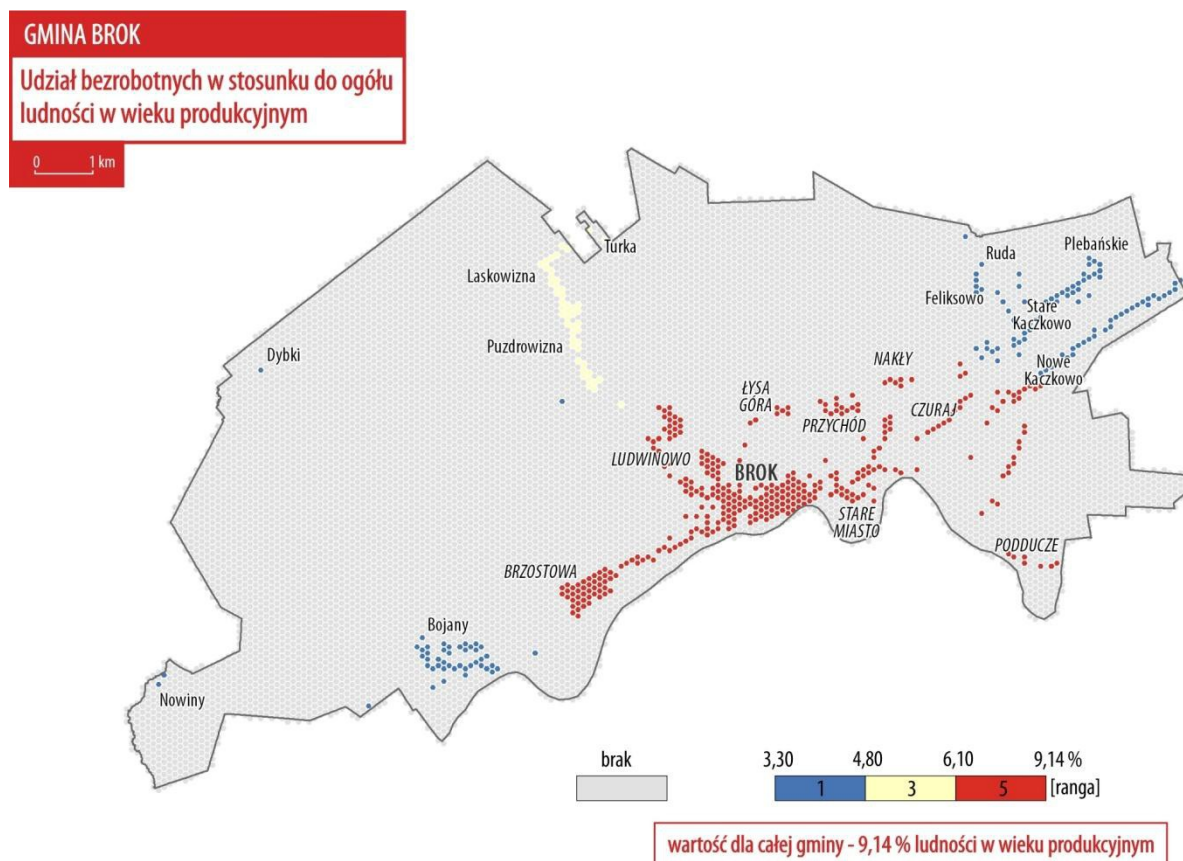 GMINA BROK
Udział bezrobotnych w stosunku do ogółu
ludności w wieku produkcyjnym
0 1 km
Turka
Laskowizna
Ruda
Plebańskie
Feliksowo
Stare
Kaczkowo
Puzdrowizna
Dybki
NAKŁY
Nowe
Kaczkowo
ŁYSA
GÓRA
CZURAJ
PRZYCHÓD
LUDWINOWO
BROK
STARE
MIASTO
PODDUCZE
BRZOSTOWA
Bojany
Nowiny
brak
3,30 4,80 6,10 9,14 %
1 3 5 [ranga]
wartość dla całej gminy - 9,14 % ludności w wieku produkcyjnym